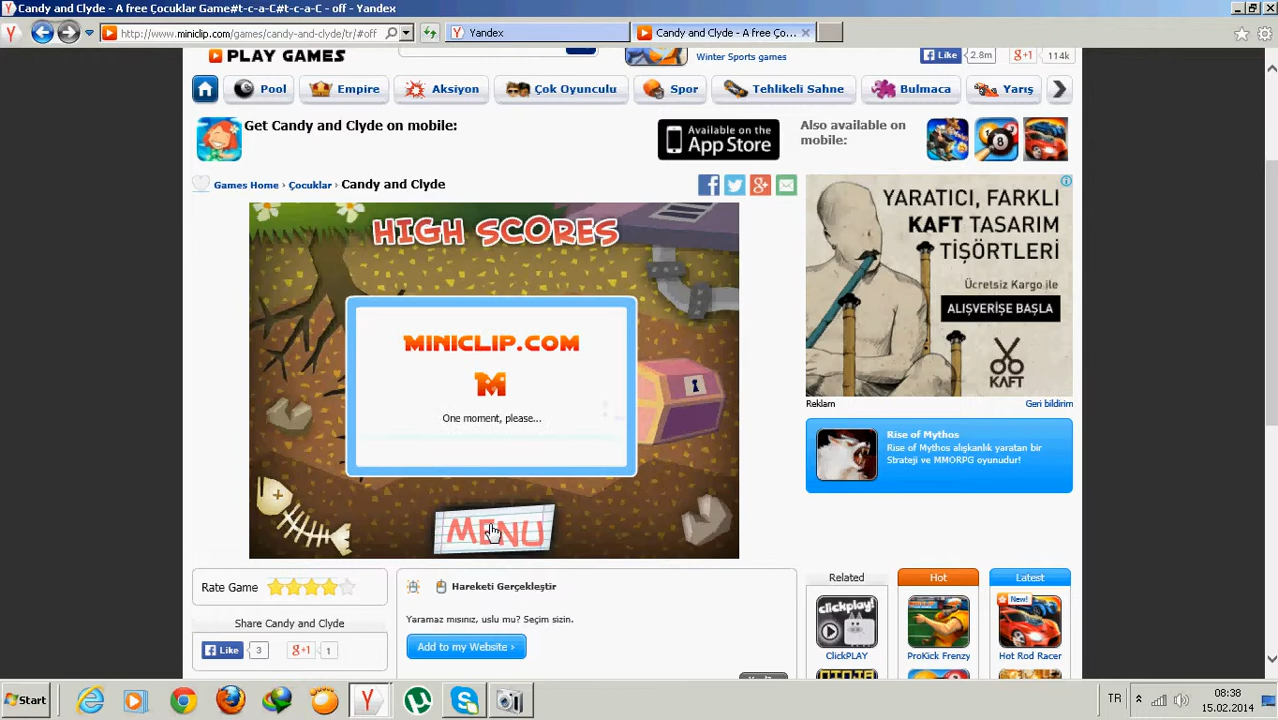 Candy and Clyde - A free Çocuklar Game#t-c-a-C#t-c-a-C - off - Yandex
http://www.miniclip.com/games/candy-and-clyde/tr/#off
Yandex
Candy and Clyde - A free Ço...
PLAY GAMES
Winter Sports games
Like
2.8m
+1
114k
Pool
Empire
Aksiyon
Çok Oyunculu
Spor
Tehlikeli Sahne
Bulmaca
Yarış
Get Candy and Clyde on mobile:
Available on the
App Store
Also available on
mobile:
Games Home › Çocuklar › Candy and Clyde
HIGH SCORES
MINICLIP.COM
M
One moment, please...
MENU
YARATICI, FARKLI
KAFT TASARIM
TİŞÖRTLERİ
Ücretsiz Kargo ile
ALIŞVERİŞE BAŞLA
KAFT
Reklam
Geri bildirim
Rise of Mythos
Rise of Mythos alışkanlık yaratan bir
Strateji ve MMORPG oyunudur!
Rate Game
Share Candy and Clyde
Like
3
+1
1
Hareketi Gerçekleştir
Yaramaz mısınız, uslu mu? Seçim sizin.
Add to my Website ›
Related
Hot
Latest
clickplay!
New!
ClickPLAY
ProKick Frenzy
Hot Rod Racer
Start
TR
08:38
15.02.2014